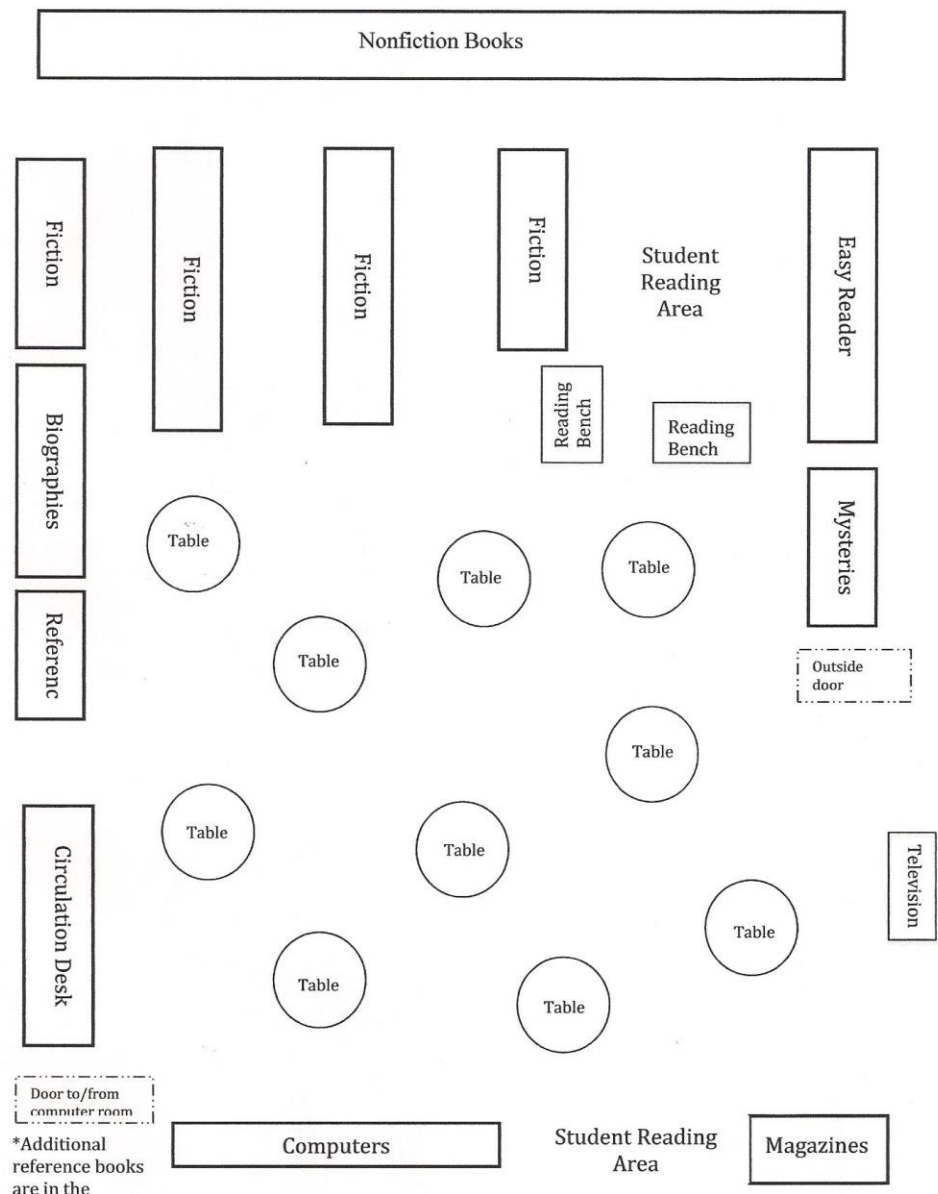 Nonfiction Books
Fiction
Fiction
Fiction
Fiction
Student
Reading
Area
Easy Reader
Reading
Bench
Reading
Bench
Biographies
Mysteries
Table
Table
Table
Referenc
Table
Outside
door
Table
Table
Table
Circulation Desk
Television
Table
Table
Table
Door to/from
computer room
*Additional
reference books
are in the
Computers
Student Reading
Area
Magazines